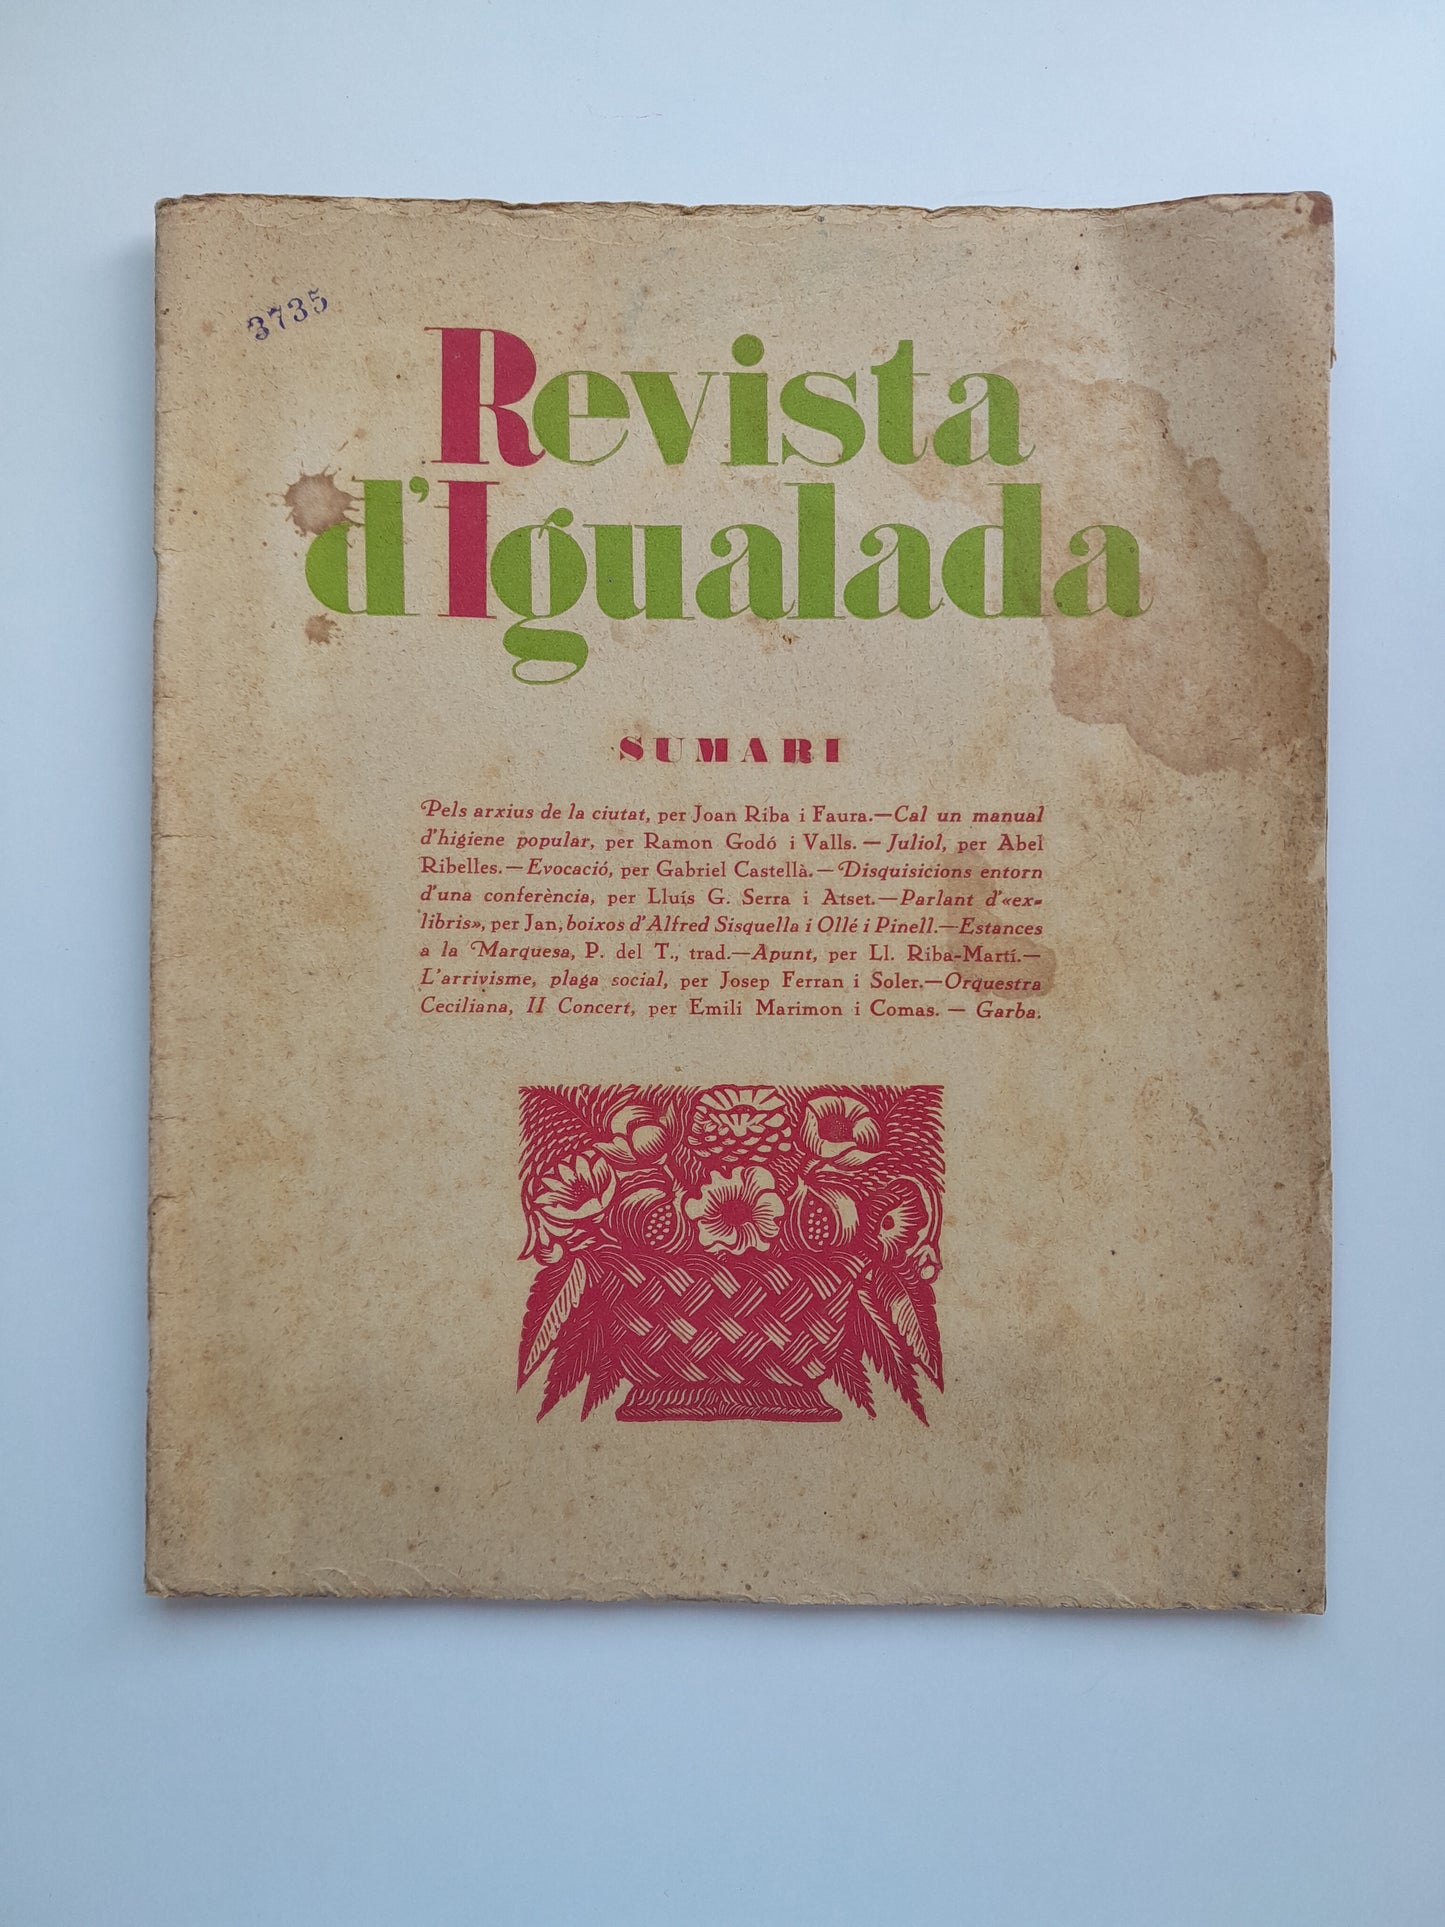 3735
Revista
d'Igualada
SUMARI
Pels arxius de la ciutat, per Joan Riba i Faura.—Cal un manual
d'higiene popular, per Ramon Godó i Valls. — Juliol, per Abel
Ribelles. — Evocació, per Gabriel Castellà. — Disquisicions entorn
d'una conferència, per Lluís G. Serra i Atset. — Parlant d'«ex-
libris», per Jan, boixos d'Alfred Sisquella i Ollé i Pinell.—Estances
a la Marquesa, P. del T., trad.—Apunt, per Ll. Riba-Martí.—
L'arrivisme, plaga social, per Josep Ferran i Soler.—Orquestra
Ceciliana, II Concert, per Emili Marimon i Comas. — Garba.